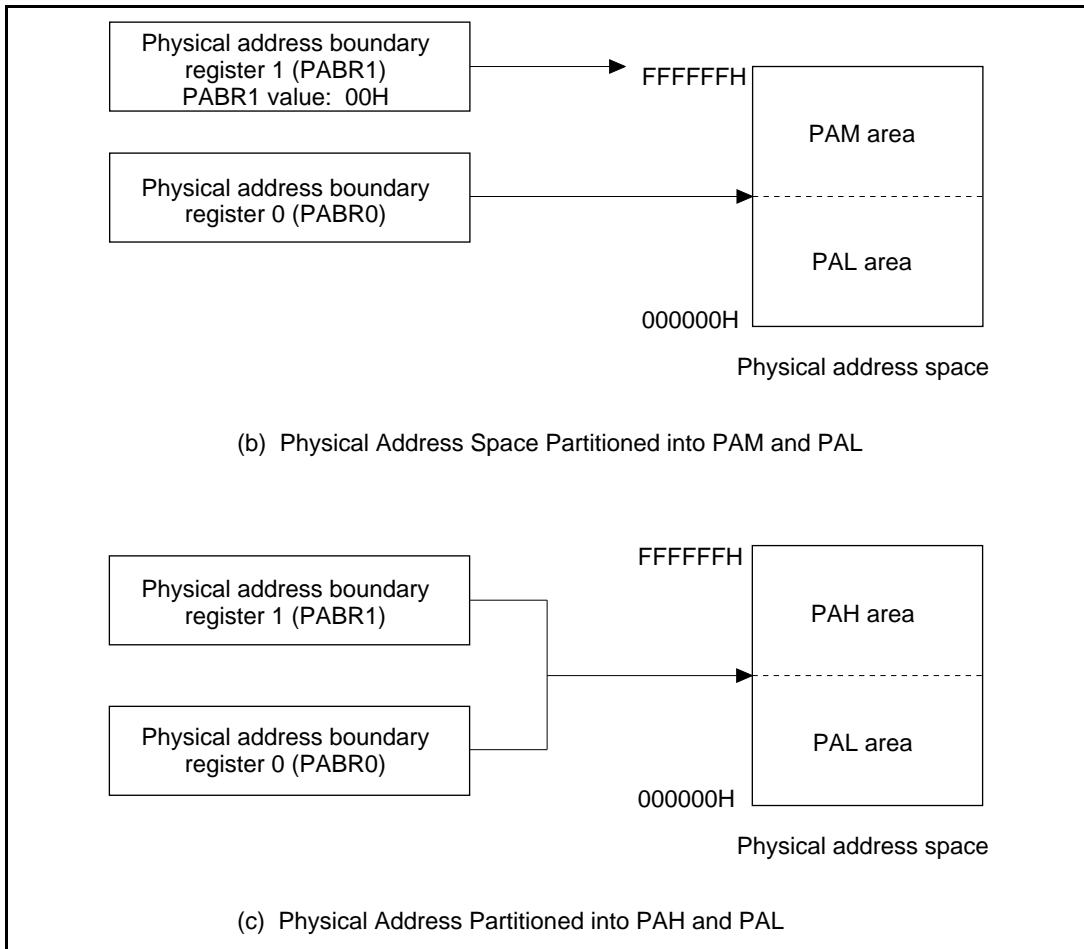 Physical address boundary
register 1 (PABR1)
PABR1 value:  00H
FFFFFFH
PAM area
Physical address boundary
register 0 (PABR0)
PAL area
000000H
Physical address space
(b)  Physical Address Space Partitioned into PAM and PAL
FFFFFFH
Physical address boundary
register 1 (PABR1)
PAH area
Physical address boundary
register 0 (PABR0)
PAL area
000000H
Physical address space
(c)  Physical Address Partitioned into PAH and PAL